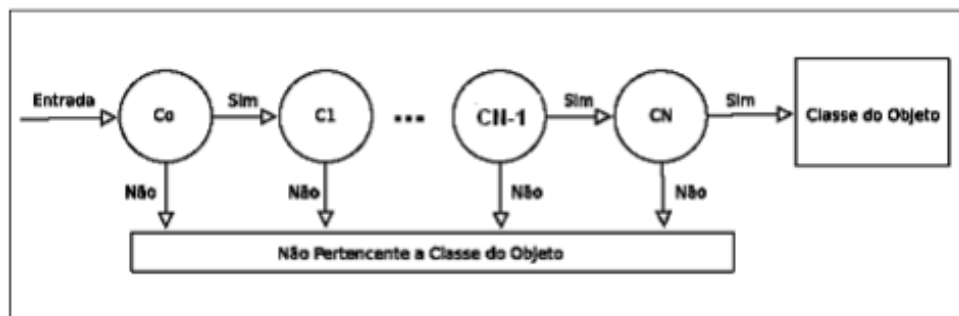 Entrada
C0
Sim
C1
...
CN-1
Sim
CN
Sim
Classe do Objeto
Não
Não
Não
Não
Não Pertencente a Classe do Objeto